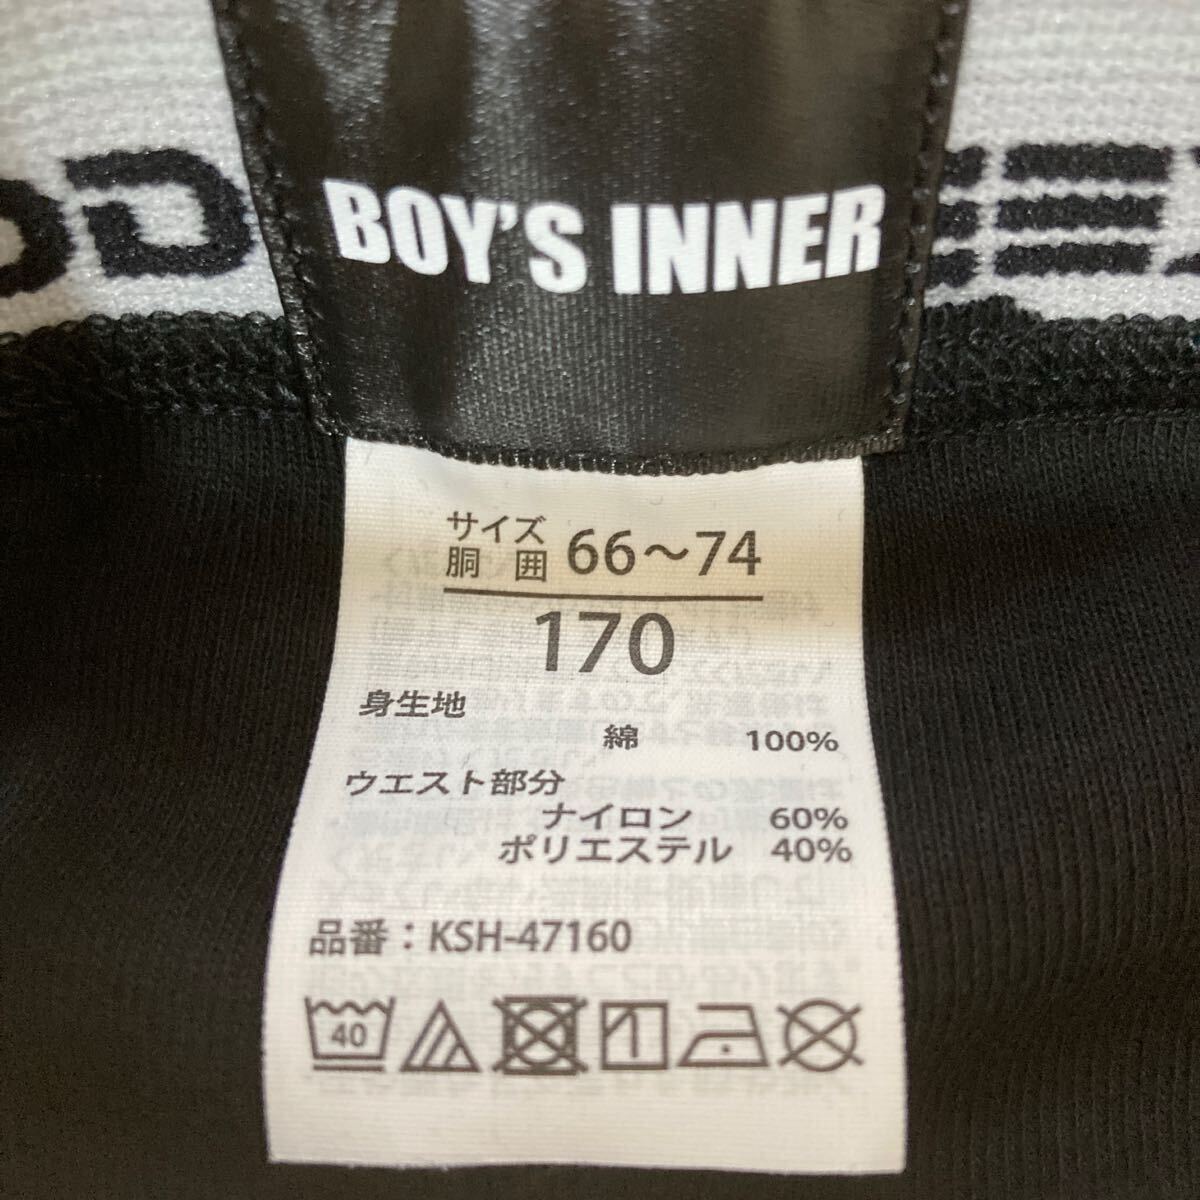 BOY'S INNER
サイズ
胴囲 66～74
170
身生地
綿 100%
ウエスト部分
ナイロン 60%
ポリエステル 40%
品番：KSH-47160
40